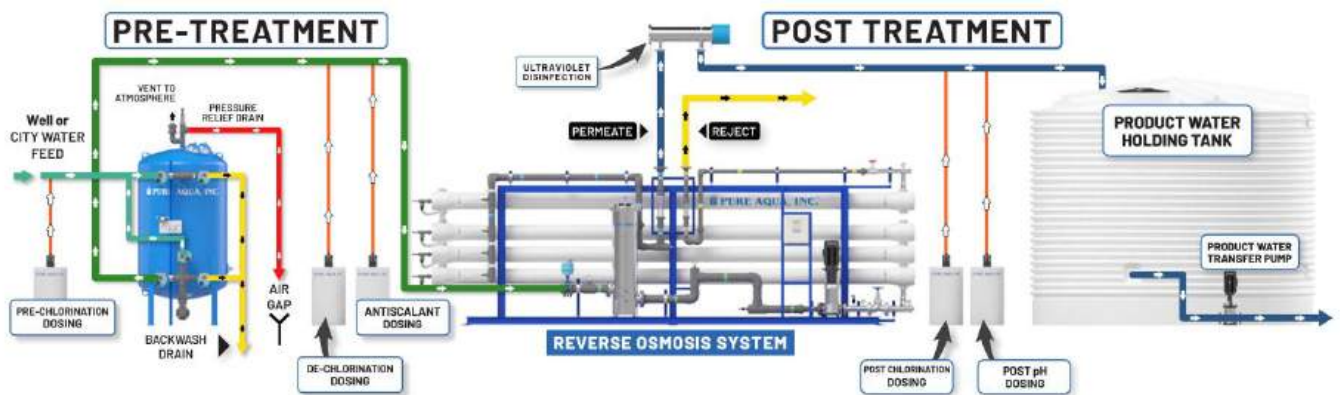 PRE-TREATMENT
POST TREATMENT
ULTRAVIOLET
DISINFECTION
VENT TO
ATMOSPHERE
PRESSURE
RELIEF DRAIN
Well or
CITY WATER
FEED
PERMEATE
REJECT
PRODUCT WATER
HOLDING TANK
PURE AQUA, INC.
PURE AQUA, INC.
PRODUCT WATER
TRANSFER PUMP
PRE-CHLORINATION
DOSING
AIR
GAP
ANTISCALANT
DOSING
BACKWASH
DRAIN
REVERSE OSMOSIS SYSTEM
DE-CHLORINATION
DOSING
POST CHLORINATION
DOSING
POST pH
DOSING